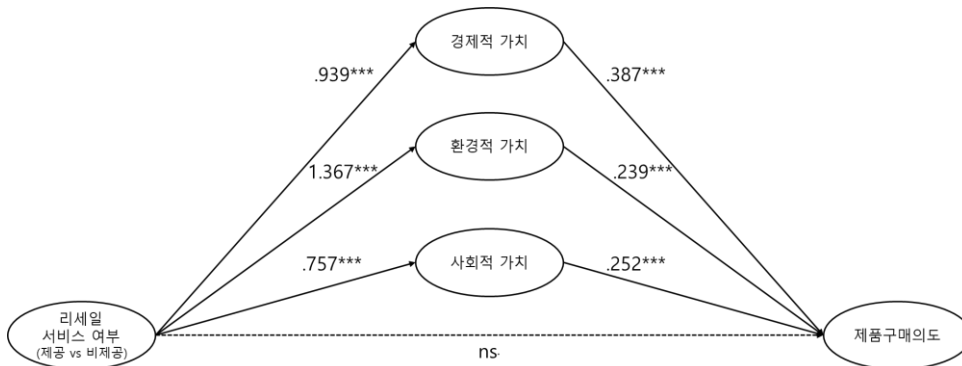 경제적 가치
.939***
.387***
환경적 가치
1.367***
.239***
사회적 가치
.757***
.252***
리세일
서비스 여부
(제공 vs 비제공)
제품구매의도
ns.